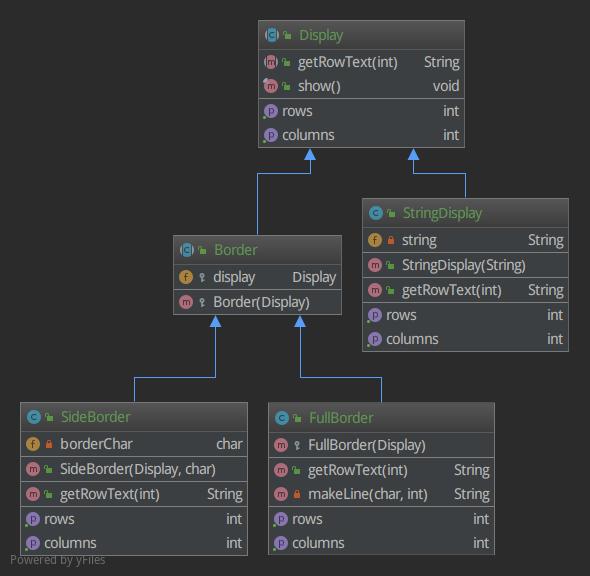 Display
getRowText(int) String
show() void
rows int
columns int
StringDisplay
string String
StringDisplay(String)
getRowText(int) String
rows int
columns int
Border
display Display
Border(Display)
SideBorder
borderChar char
SideBorder(Display, char)
getRowText(int) String
rows int
columns int
FullBorder
FullBorder(Display)
getRowText(int) String
makeLine(char, int) String
rows int
columns int
Powered by yFiles